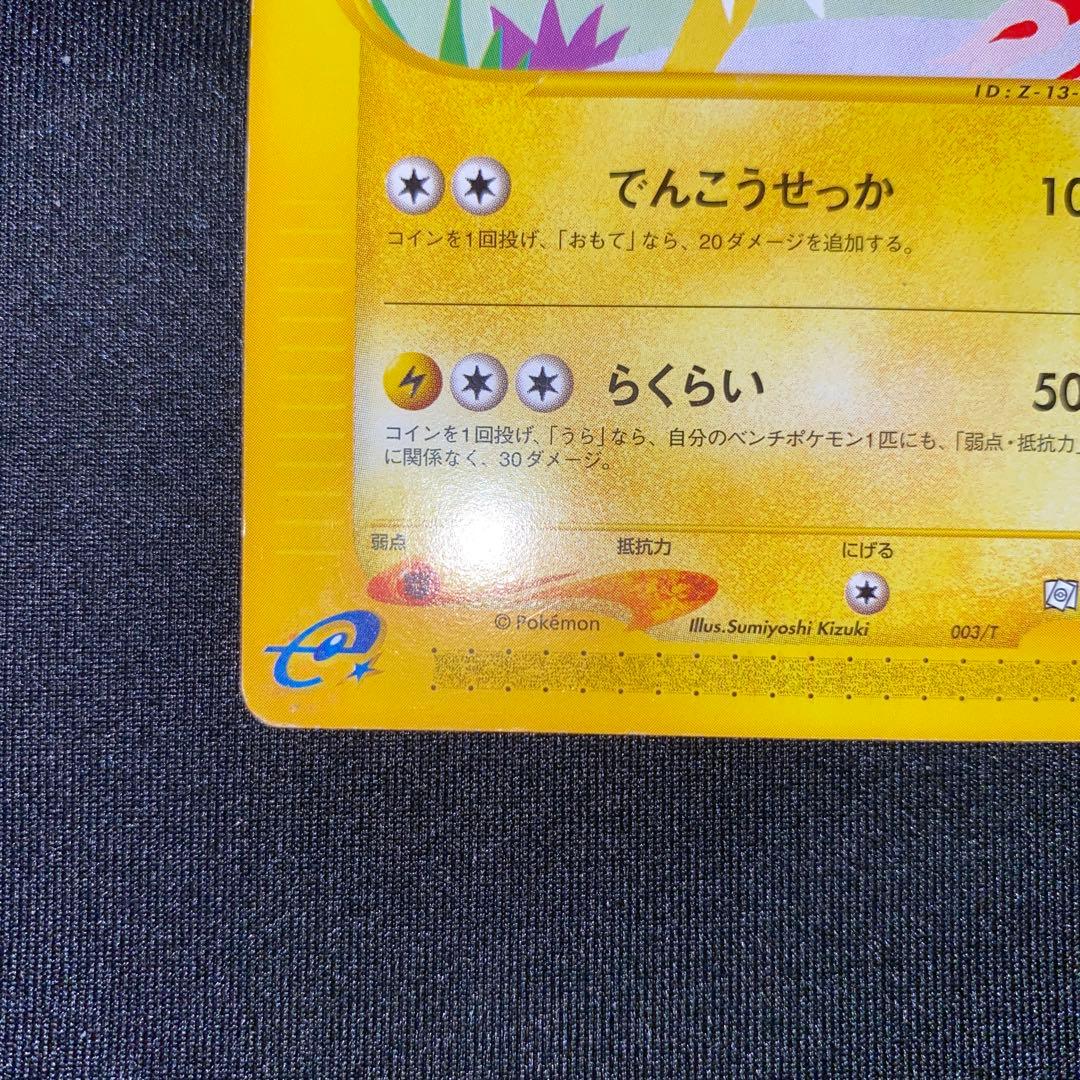 ID:Z-13-
でんこうせっか 10
コインを1回投げ、「おもて」なら、20ダメージを追加する。
らくらい 50
コインを1回投げ、「うら」なら、自分のベンチポケモン1匹にも、「弱点・抵抗力」
に関係なく、30ダメージ。
弱点 抵抗力 にげる
© Pokémon Illus.Sumiyoshi Kizuki 003/T
e